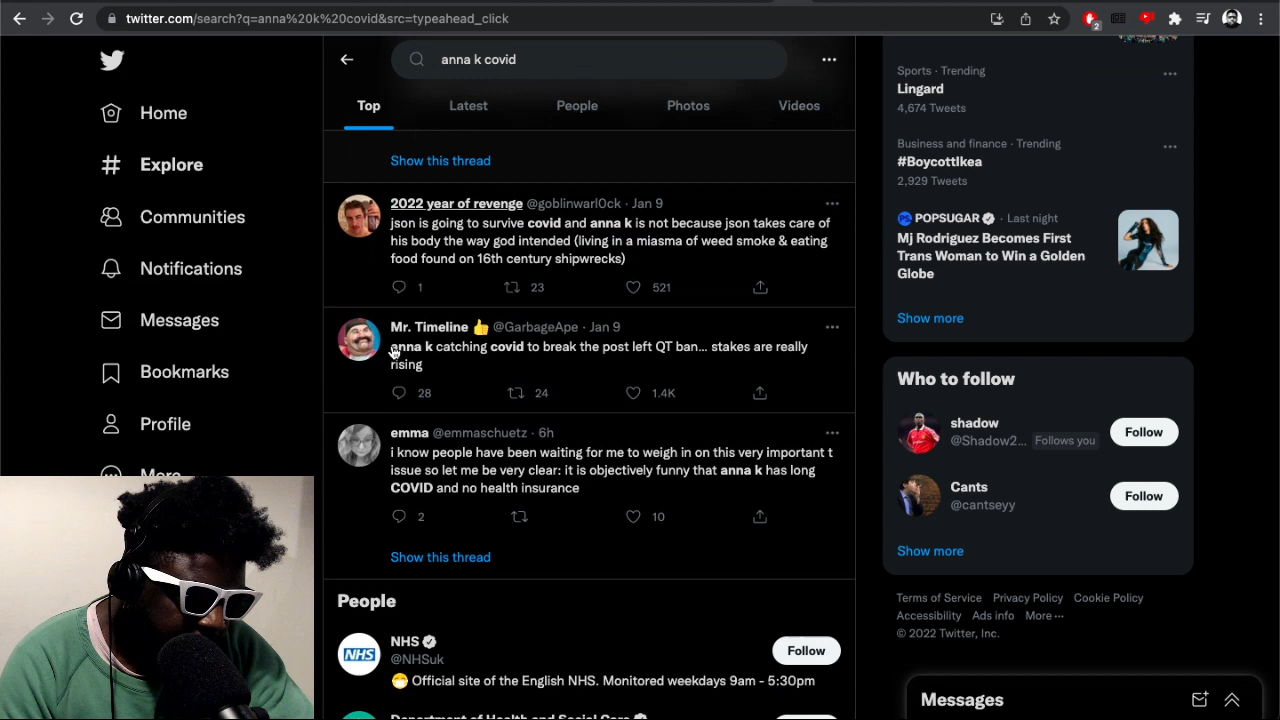 twitter.com/search?q=anna%20k%20covid&src=typeahead_click
2
Home
Explore
Communities
Notifications
Messages
Bookmarks
Profile
More
anna k covid
Top
Latest
People
Photos
Videos
Show this thread
2022 year of revenge @goblinwarl0ck · Jan 9
json is going to survive covid and anna k is not because json takes care of
his body the way god intended (living in a miasma of weed smoke & eating
food found on 16th century shipwrecks)
1 23 521
Mr. Timeline 👍 @GarbageApe · Jan 9
anna k catching covid to break the post left QT ban... stakes are really
rising
28 24 1.4K
emma @emmaschuetz · 6h
i know people have been waiting for me to weigh in on this very important t
issue so let me be very clear: it is objectively funny that anna k has long
COVID and no health insurance
2 10
Show this thread
People
NHS
NHS
@NHSuk
Follow
😷 Official site of the English NHS. Monitored weekdays 9am - 5:30pm
Department of Health and Social Care
Sports · Trending
Lingard
4,674 Tweets
Business and finance · Trending
#BoycottIkea
2,929 Tweets
POPSUGAR · Last night
Mj Rodriguez Becomes First
Trans Woman to Win a Golden
Globe
Show more
Who to follow
shadow
@Shadow2... Follows you
Follow
Cants
@cantseyy
Follow
Show more
Terms of Service Privacy Policy Cookie Policy
Accessibility Ads info More ···
© 2022 Twitter, Inc.
Messages